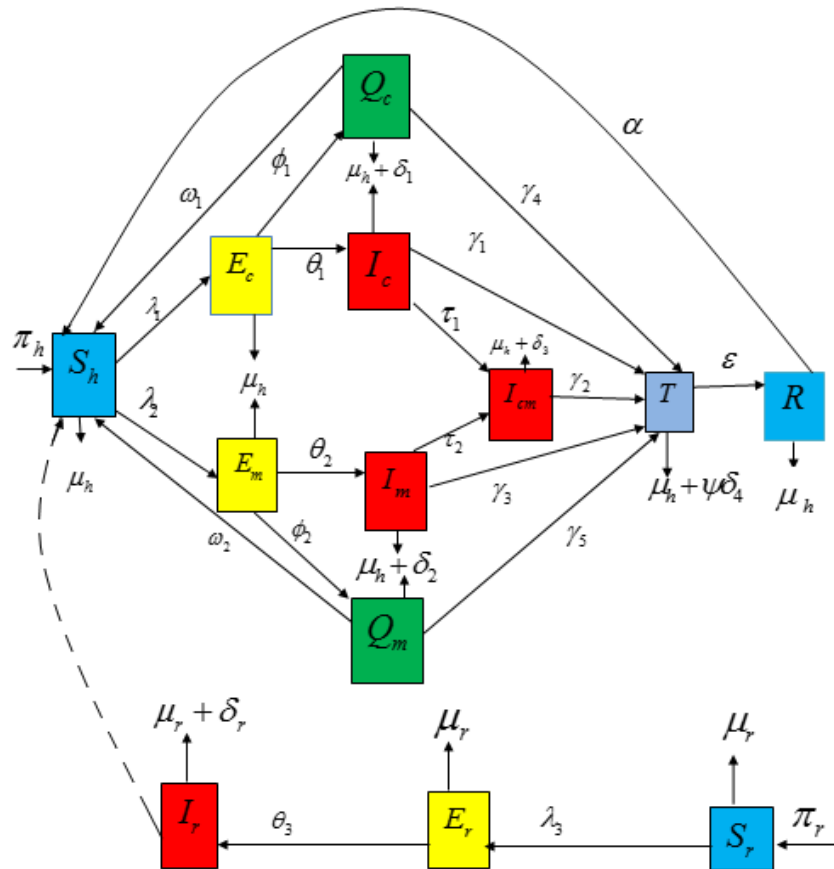 Q_c
α
ϕ_1
μ_h + δ_1
ω_1
γ_4
γ_1
E_c
θ_1
I_c
λ_1
τ_1
π_h
S_h
μ_h + δ_3
ε
μ_h
I_cm
γ_2
T
R
λ_2
E_m
θ_2
τ_2
I_m
μ_h
γ_3
μ_h + ψδ_4
μ_h
ω_2
ϕ_2
γ_5
μ_h + δ_2
Q_m
μ_r + δ_r
μ_r
μ_r
I_r
θ_3
E_r
λ_3
S_r
π_r